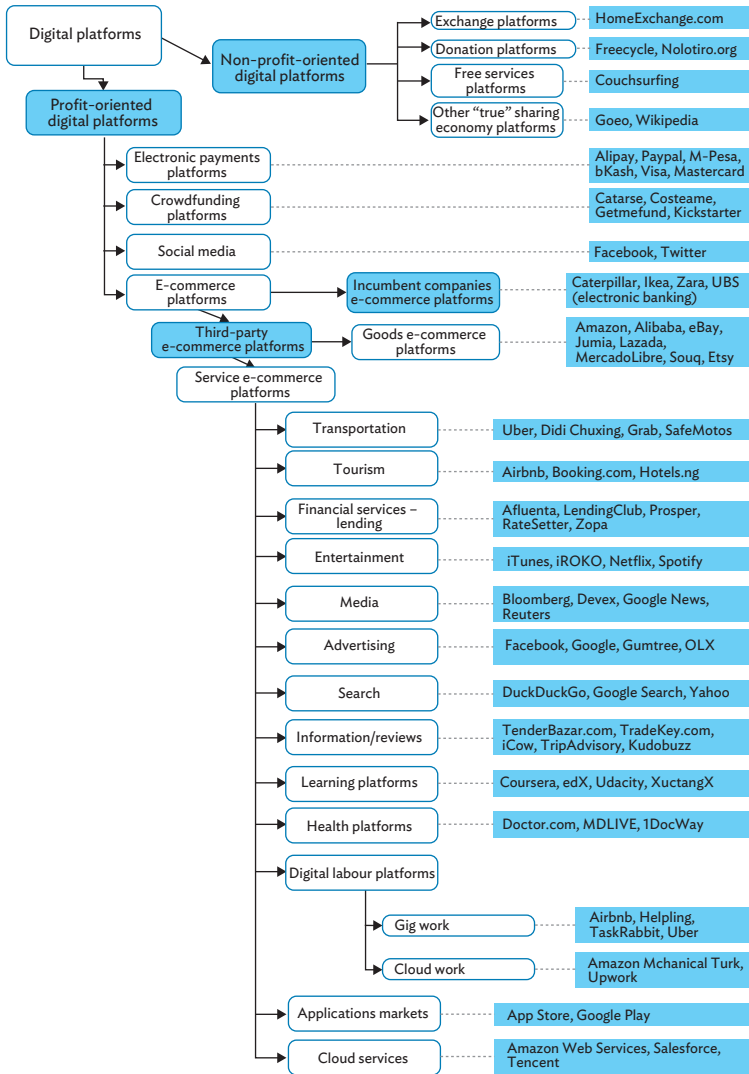 Digital platforms
Non-profit-oriented
digital platforms
Exchange platforms
HomeExchange.com
Donation platforms
Freecycle, Nolotiro.org
Free services
platforms
Couchsurfing
Other “true” sharing
economy platforms
Goeo, Wikipedia
Profit-oriented
digital platforms
Electronic payments
platforms
Alipay, Paypal, M-Pesa,
bKash, Visa, Mastercard
Crowdfunding
platforms
Catarse, Costeame,
Getmefund, Kickstarter
Social media
Facebook, Twitter
E-commerce
platforms
Incumbent companies
e-commerce platforms
Caterpillar, Ikea, Zara, UBS
(electronic banking)
Third-party
e-commerce platforms
Goods e-commerce
platforms
Amazon, Alibaba, eBay,
Jumia, Lazada,
MercadoLibre, Souq, Etsy
Service e-commerce
platforms
Transportation
Uber, Didi Chuxing, Grab, SafeMotos
Tourism
Airbnb, Booking.com, Hotels.ng
Financial services –
lending
Afluenta, LendingClub, Prosper,
RateSetter, Zopa
Entertainment
iTunes, iROKO, Netflix, Spotify
Media
Bloomberg, Devex, Google News,
Reuters
Advertising
Facebook, Google, Gumtree, OLX
Search
DuckDuckGo, Google Search, Yahoo
Information/reviews
TenderBazar.com, TradeKey.com,
iCow, TripAdvisory, Kudobuzz
Learning platforms
Coursera, edX, Udacity, XuctangX
Health platforms
Doctor.com, MDLIVE, 1DocWay
Digital labour platforms
Gig work
Airbnb, Helpling,
TaskRabbit, Uber
Cloud work
Amazon Mchanical Turk,
Upwork
Applications markets
App Store, Google Play
Cloud services
Amazon Web Services, Salesforce,
Tencent